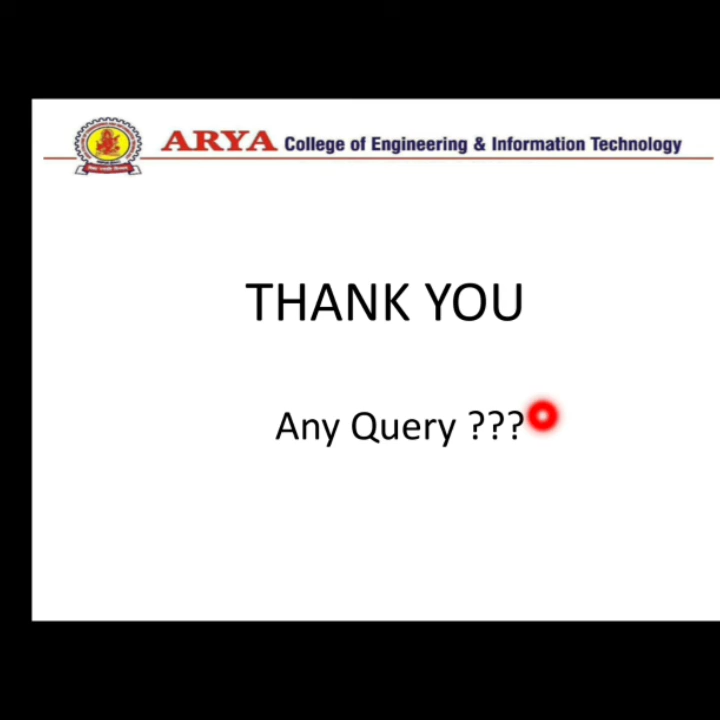 ARYA College of Engineering & Information Technology
THANK YOU
Any Query ???